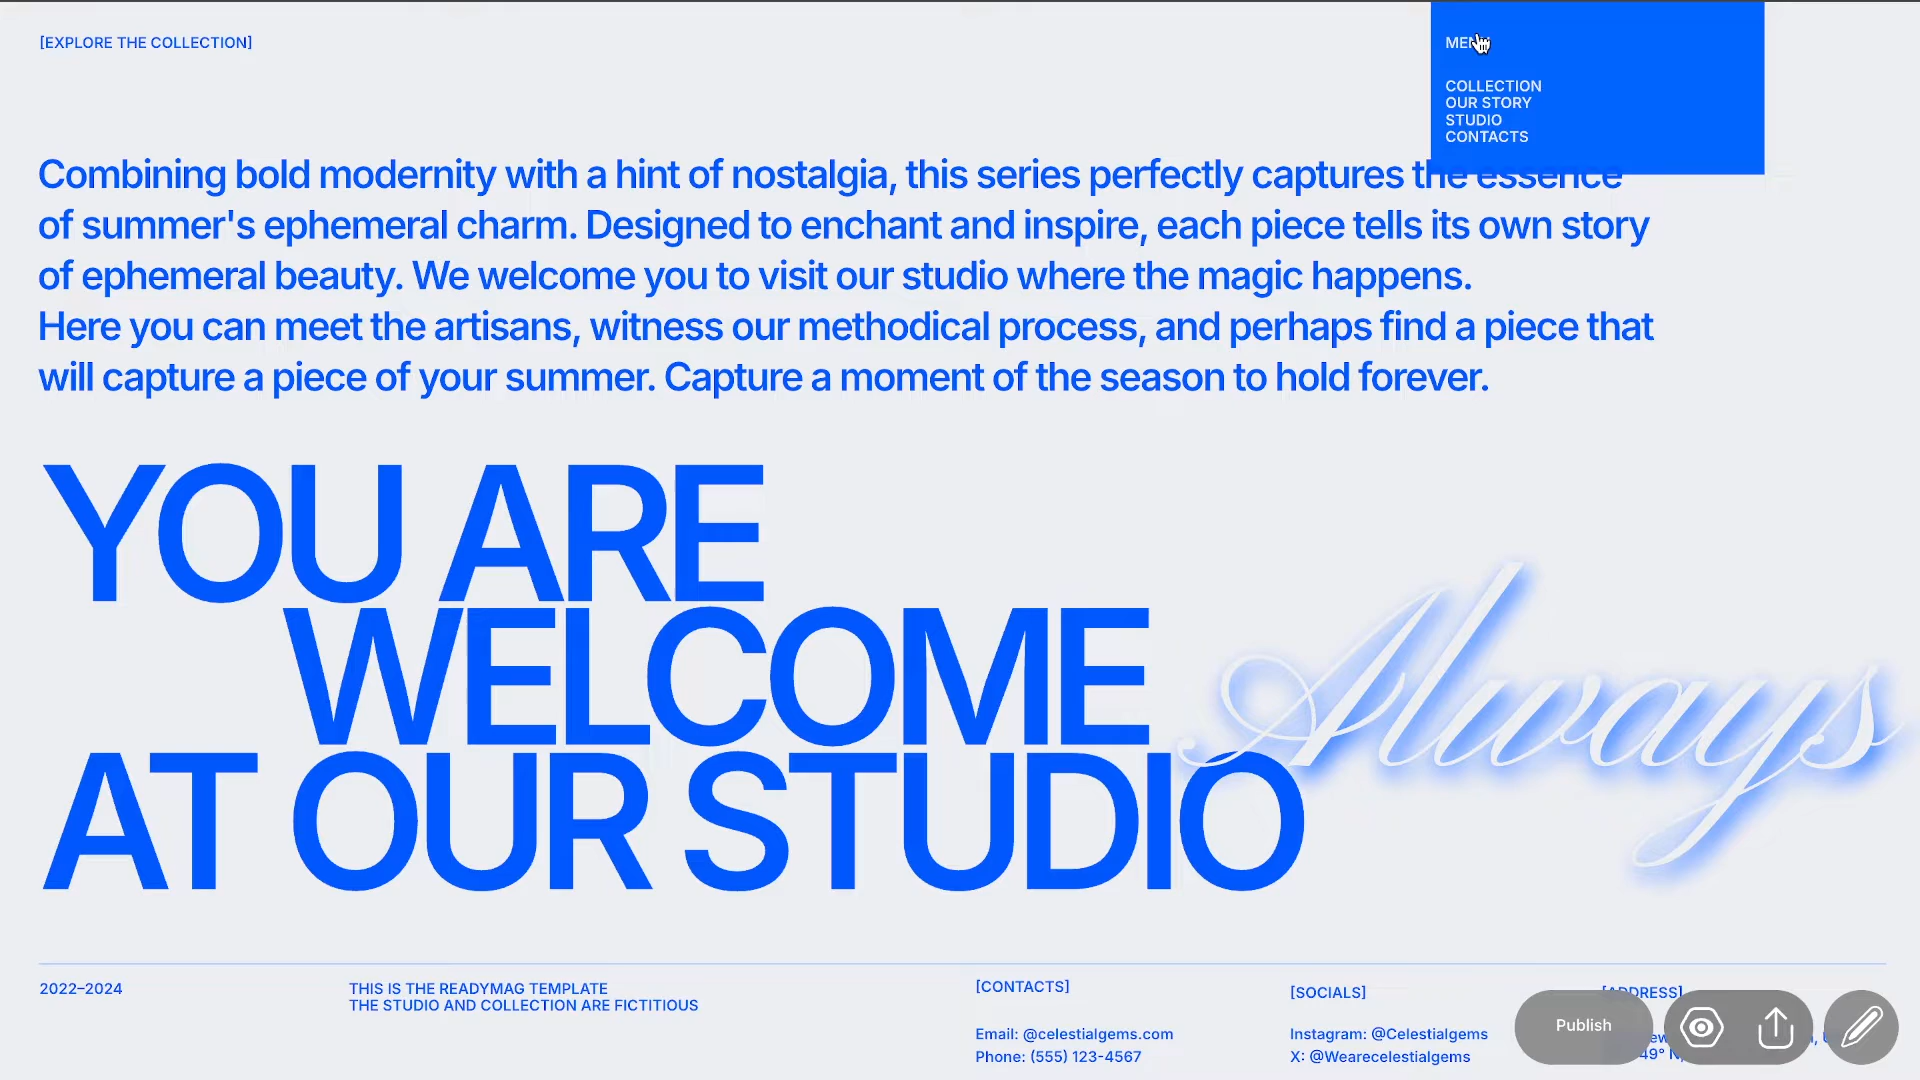 [EXPLORE THE COLLECTION]
MENU
COLLECTION
OUR STORY
STUDIO
CONTACTS
Combining bold modernity with a hint of nostalgia, this series perfectly captures the essence
of summer's ephemeral charm. Designed to enchant and inspire, each piece tells its own story
of ephemeral beauty. We welcome you to visit our studio where the magic happens.
Here you can meet the artisans, witness our methodical process, and perhaps find a piece that
will capture a piece of your summer. Capture a moment of the season to hold forever.
YOU ARE
WELCOME
Always
AT OUR STUDIO
2022–2024
THIS IS THE READYMAG TEMPLATE
THE STUDIO AND COLLECTION ARE FICTITIOUS
[CONTACTS]
Email: @celestialgems.com
Phone: (555) 123-4567
[SOCIALS]
Instagram: @Celestialgems
X: @Wearecelestialgems
[ADDRESS]
Publish